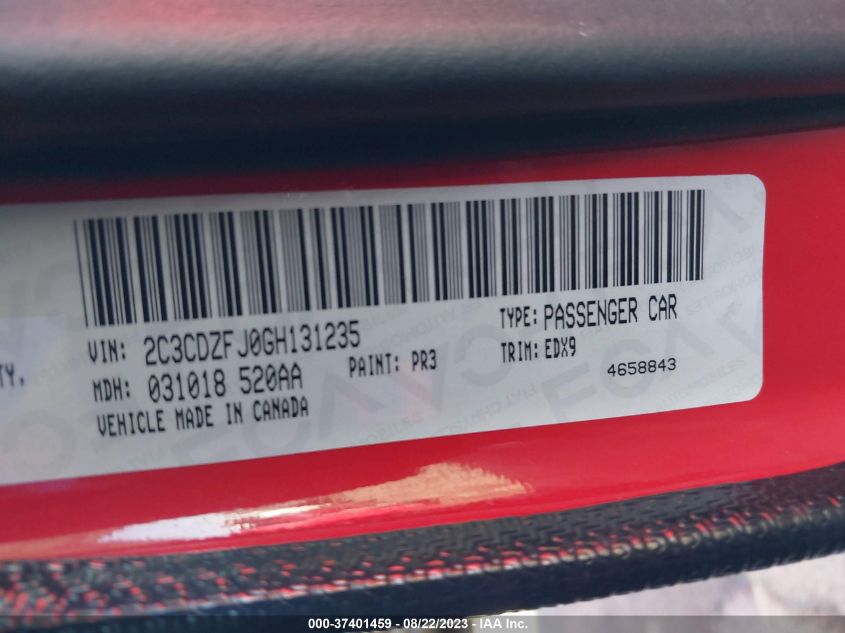 VIN: 2C3CDZFJ0GH131235 TYPE: PASSENGER CAR
MDH: 031018 520AA PAINT: PR3 TRIM: EDX9
VEHICLE MADE IN CANADA 4658843
TY,
000-37401459 - 08/22/2023 - IAA Inc.